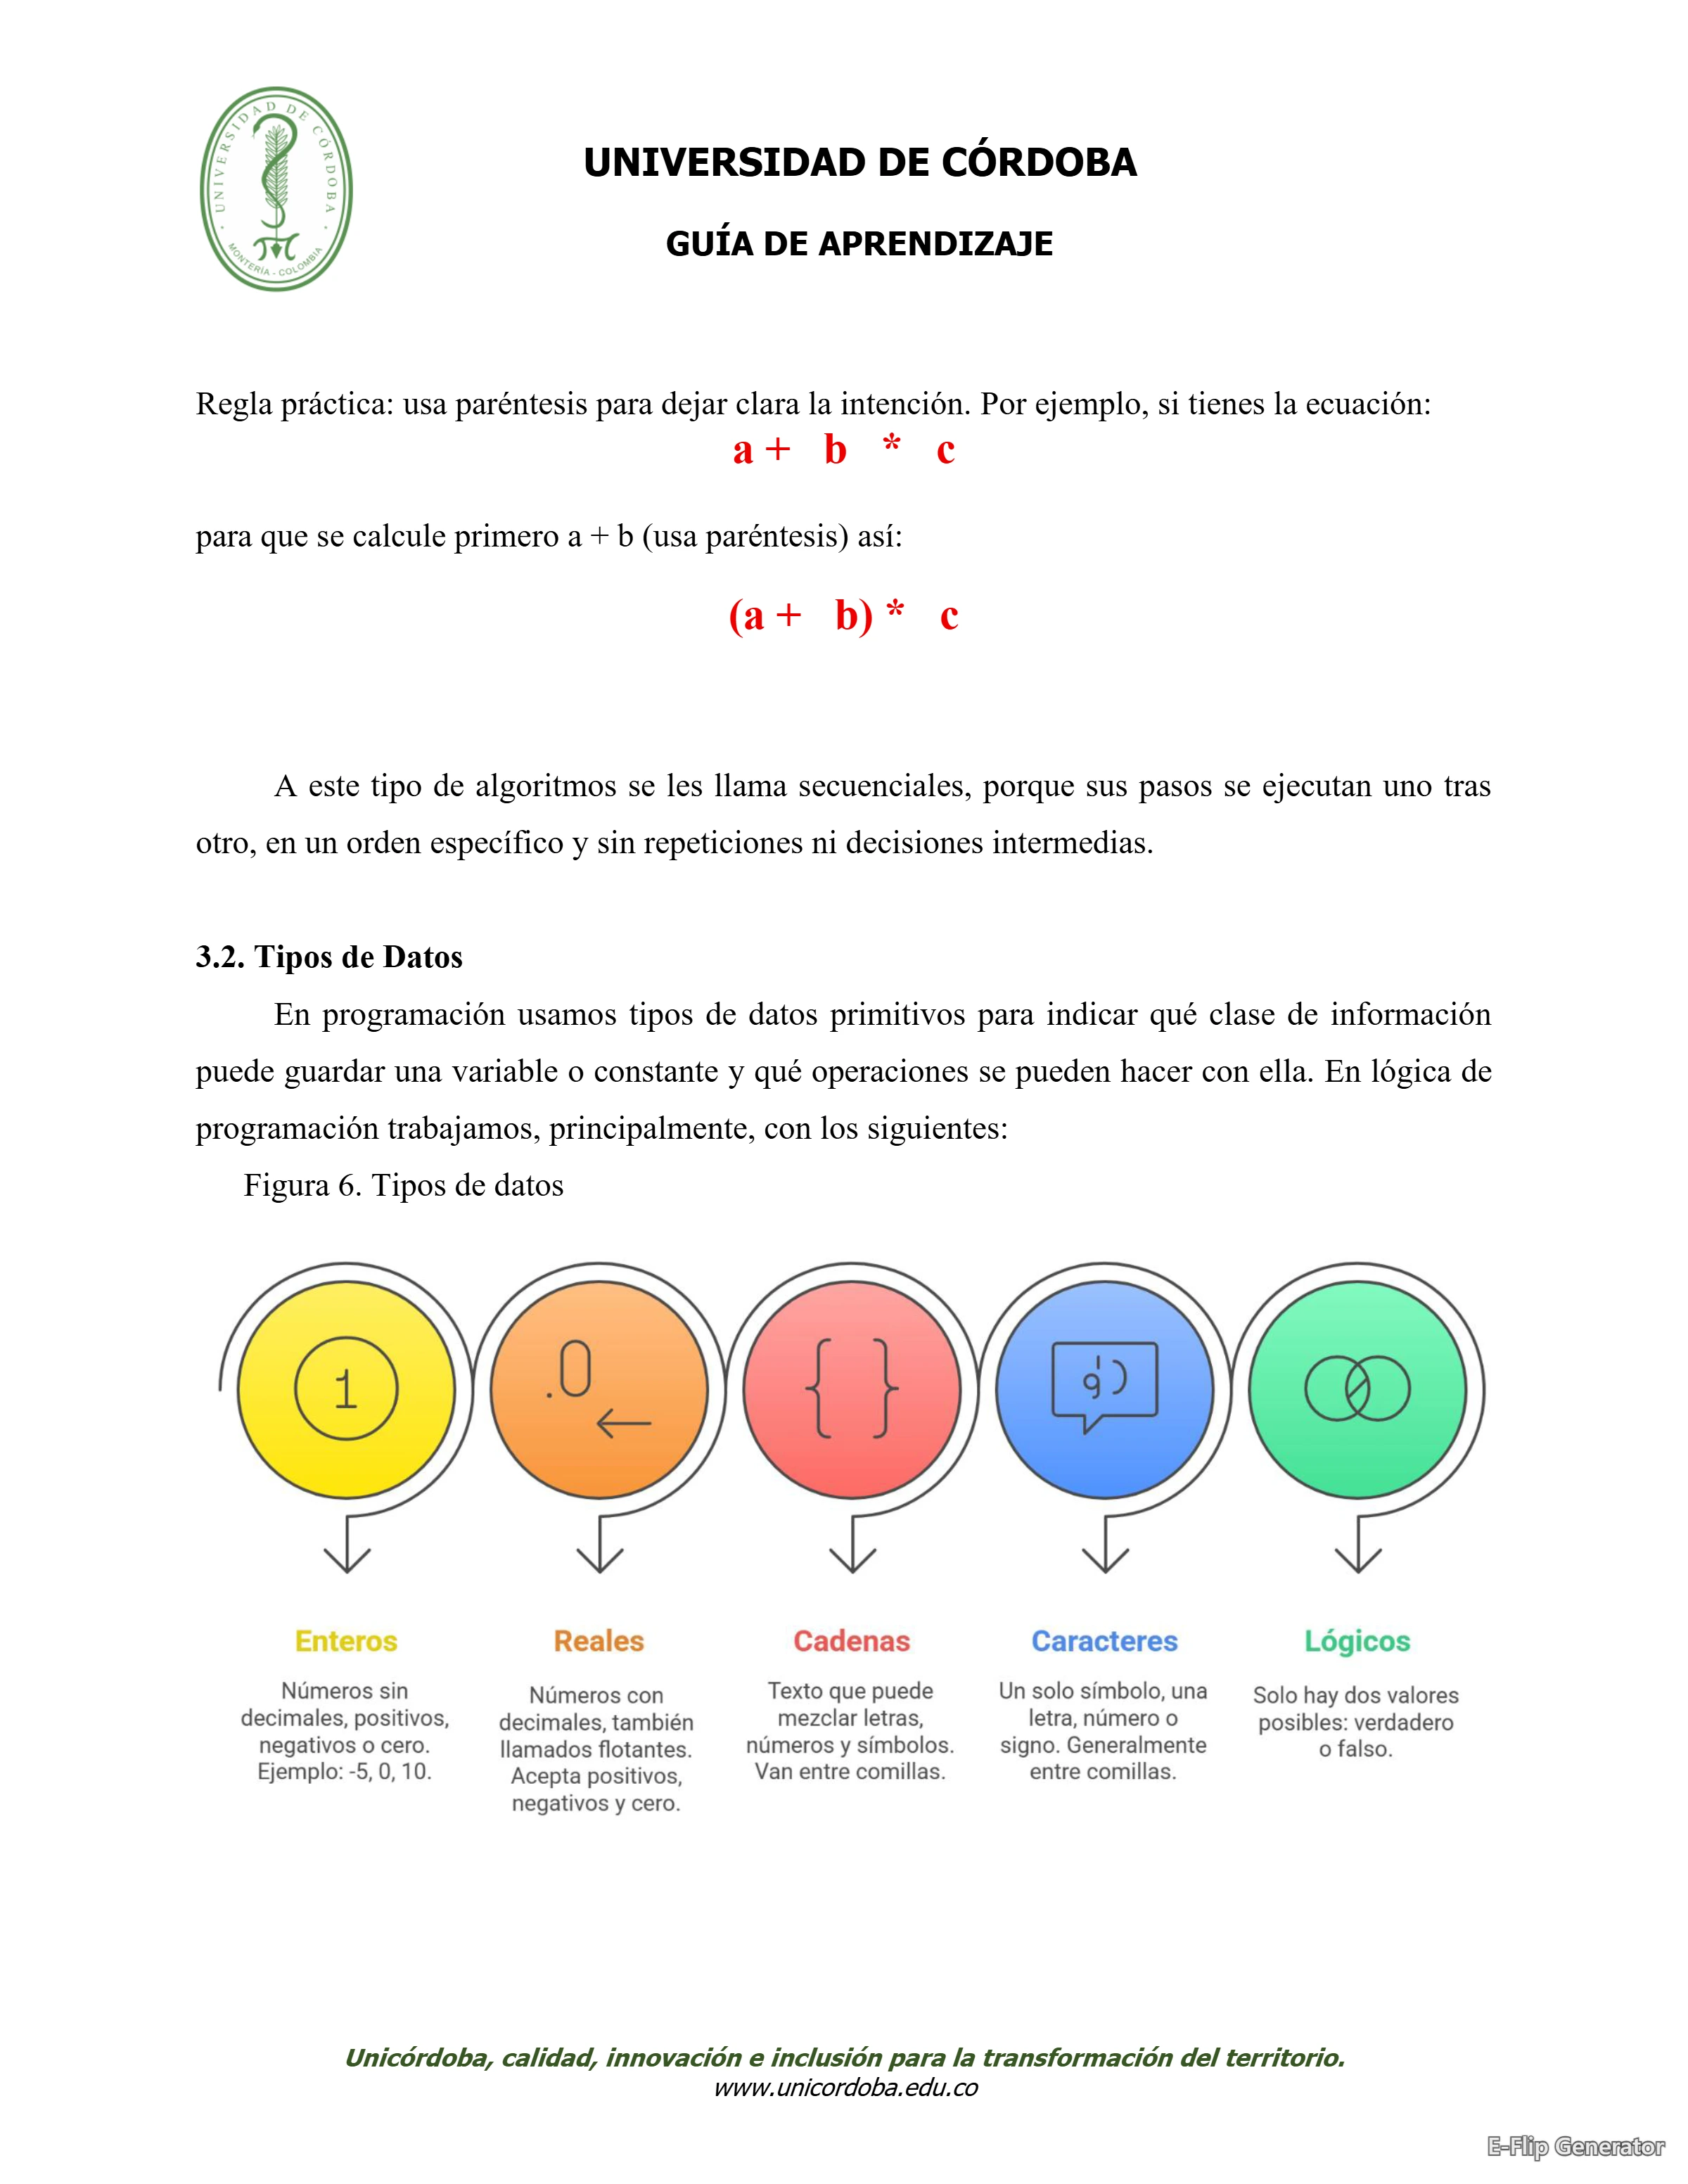 UNIVERSIDAD DE CÓRDOBA
MONTERÍA - COLOMBIA
UNIVERSIDAD DE CÓRDOBA
GUÍA DE APRENDIZAJE
Regla práctica: usa paréntesis para dejar clara la intención. Por ejemplo, si tienes la ecuación:
a + b * c
para que se calcule primero a + b (usa paréntesis) así:
(a + b) * c
A este tipo de algoritmos se les llama secuenciales, porque sus pasos se ejecutan uno tras
otro, en un orden específico y sin repeticiones ni decisiones intermedias.
3.2. Tipos de Datos
En programación usamos tipos de datos primitivos para indicar qué clase de información
puede guardar una variable o constante y qué operaciones se pueden hacer con ella. En lógica de
programación trabajamos, principalmente, con los siguientes:
Figura 6. Tipos de datos
1
.0
{ }
Enteros
Números sin
decimales, positivos,
negativos o cero.
Ejemplo: -5, 0, 10.
Reales
Números con
decimales, también
llamados flotantes.
Acepta positivos,
negativos y cero.
Cadenas
Texto que puede
mezclar letras,
números y símbolos.
Van entre comillas.
Caracteres
Un solo símbolo, una
letra, número o
signo. Generalmente
entre comillas.
Lógicos
Solo hay dos valores
posibles: verdadero
o falso.
Unicórdoba, calidad, innovación e inclusión para la transformación del territorio.
www.unicordoba.edu.co
E-Flip Generator